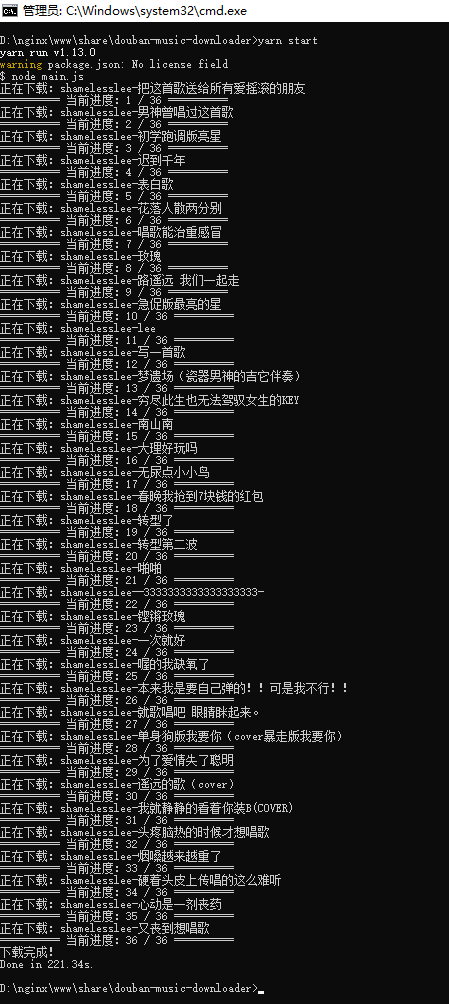 管理员: C:\Windows\system32\cmd.exe
D:\nginx\www\share\douban-music-downloader>yarn start
yarn run v1.13.0
warning package.json: No license field
$ node main.js
正在下载: shamelesslee-把这首歌送给所有爱摇滚的朋友
═══════ 当前进度: 1 / 36 ═══════
正在下载: shamelesslee-男神曾唱过这首歌
═══════ 当前进度: 2 / 36 ═══════
正在下载: shamelesslee-初学跑调版亮星
═══════ 当前进度: 3 / 36 ═══════
正在下载: shamelesslee-迟到千年
═══════ 当前进度: 4 / 36 ═══════
正在下载: shamelesslee-表白歌
═══════ 当前进度: 5 / 36 ═══════
正在下载: shamelesslee-花落人散两分别
═══════ 当前进度: 6 / 36 ═══════
正在下载: shamelesslee-唱歌能治重感冒
═══════ 当前进度: 7 / 36 ═══════
正在下载: shamelesslee-玫瑰
═══════ 当前进度: 8 / 36 ═══════
正在下载: shamelesslee-路遥远 我们一起走
═══════ 当前进度: 9 / 36 ═══════
正在下载: shamelesslee-急促版最亮的星
═══════ 当前进度: 10 / 36 ═══════
正在下载: shamelesslee-lee
═══════ 当前进度: 11 / 36 ═══════
正在下载: shamelesslee-写一首歌
═══════ 当前进度: 12 / 36 ═══════
正在下载: shamelesslee-梦遗场（瓷器男神的吉它伴奏）
═══════ 当前进度: 13 / 36 ═══════
正在下载: shamelesslee-穷尽此生也无法驾驭女生的KEY
═══════ 当前进度: 14 / 36 ═══════
正在下载: shamelesslee-南山南
═══════ 当前进度: 15 / 36 ═══════
正在下载: shamelesslee-大理好玩吗
═══════ 当前进度: 16 / 36 ═══════
正在下载: shamelesslee-无尿点小小鸟
═══════ 当前进度: 17 / 36 ═══════
正在下载: shamelesslee-春晚我抢到7块钱的红包
═══════ 当前进度: 18 / 36 ═══════
正在下载: shamelesslee-转型了
═══════ 当前进度: 19 / 36 ═══════
正在下载: shamelesslee-转型第二波
═══════ 当前进度: 20 / 36 ═══════
正在下载: shamelesslee-啪啪
═══════ 当前进度: 21 / 36 ═══════
正在下载: shamelesslee--3333333333333333333-
═══════ 当前进度: 22 / 36 ═══════
正在下载: shamelesslee-铿锵玫瑰
═══════ 当前进度: 23 / 36 ═══════
正在下载: shamelesslee-一次就好
═══════ 当前进度: 24 / 36 ═══════
正在下载: shamelesslee-喔的我缺氧了
═══════ 当前进度: 25 / 36 ═══════
正在下载: shamelesslee-本来我是要自己弹的！！可是我不行！！
═══════ 当前进度: 26 / 36 ═══════
正在下载: shamelesslee-就歌唱吧 眼睛眯起来。
═══════ 当前进度: 27 / 36 ═══════
正在下载: shamelesslee-单身狗版我要你（cover暴走版我要你）
═══════ 当前进度: 28 / 36 ═══════
正在下载: shamelesslee-为了爱情失了聪明
═══════ 当前进度: 29 / 36 ═══════
正在下载: shamelesslee-遥远的歌（cover）
═══════ 当前进度: 30 / 36 ═══════
正在下载: shamelesslee-我就静静的看着你装B(COVER)
═══════ 当前进度: 31 / 36 ═══════
正在下载: shamelesslee-头疼脑热的时候才想唱歌
═══════ 当前进度: 32 / 36 ═══════
正在下载: shamelesslee-烟嗓越来越重了
═══════ 当前进度: 33 / 36 ═══════
正在下载: shamelesslee-硬着头皮上传唱的这么难听
═══════ 当前进度: 34 / 36 ═══════
正在下载: shamelesslee-心动是一剂丧药
═══════ 当前进度: 35 / 36 ═══════
正在下载: shamelesslee-又丧到想唱歌
═══════ 当前进度: 36 / 36 ═══════
下载完成!
Done in 221.34s.
D:\nginx\www\share\douban-music-downloader>